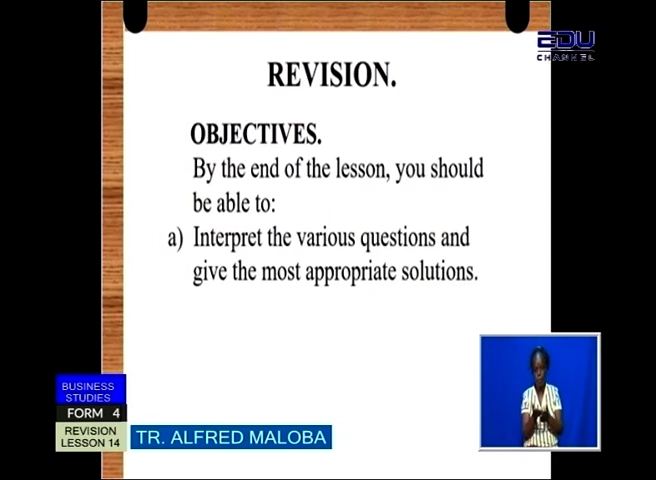 EDU
CHANNEL
REVISION.
OBJECTIVES.
By the end of the lesson, you should
be able to:
a) Interpret the various questions and
give the most appropriate solutions.
BUSINESS
STUDIES
FORM 4
REVISION
LESSON 14
TR. ALFRED MALOBA